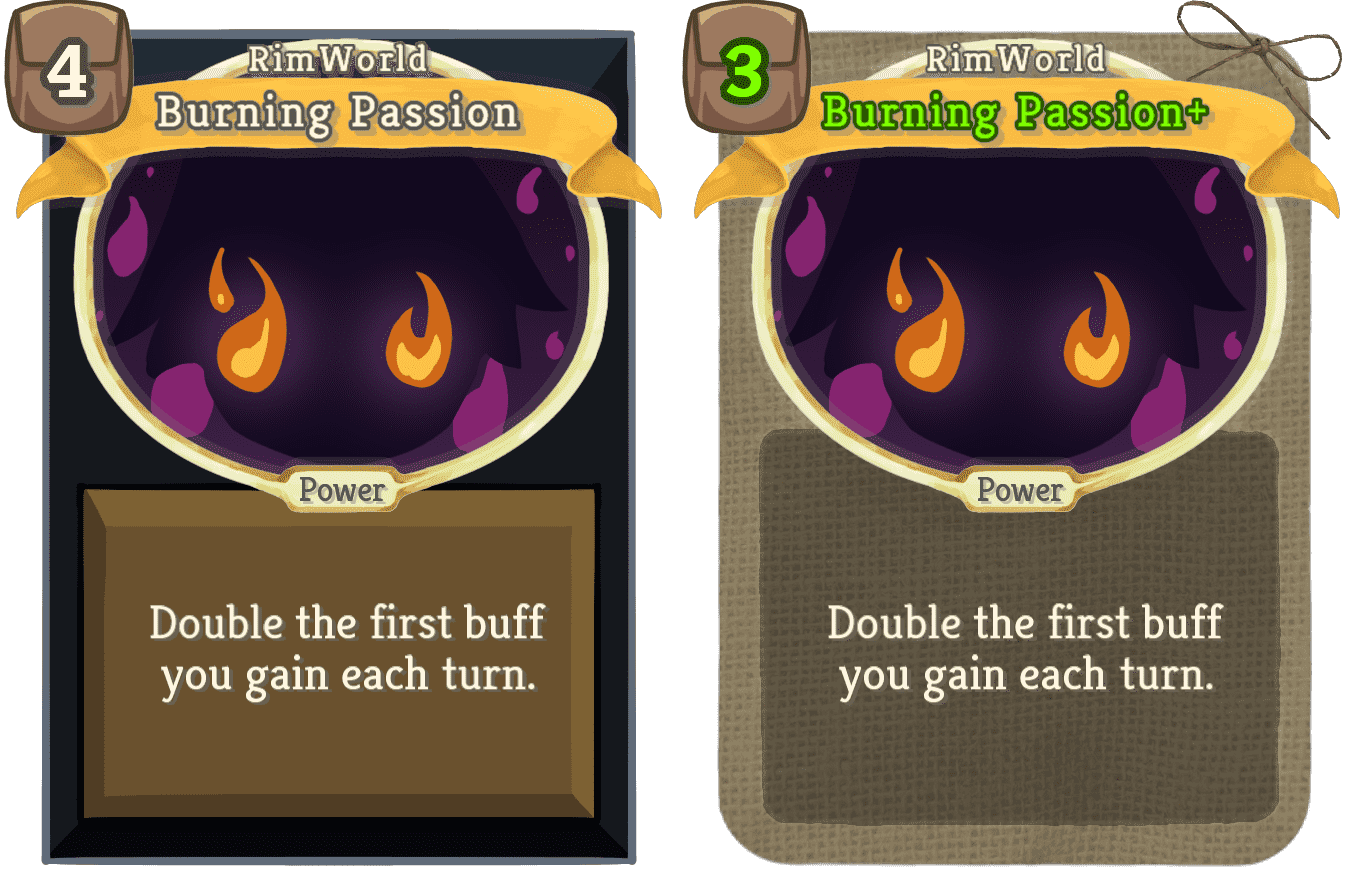 4
RimWorld
Burning Passion
Power
Double the first buff
you gain each turn.
3
RimWorld
Burning Passion+
Power
Double the first buff
you gain each turn.